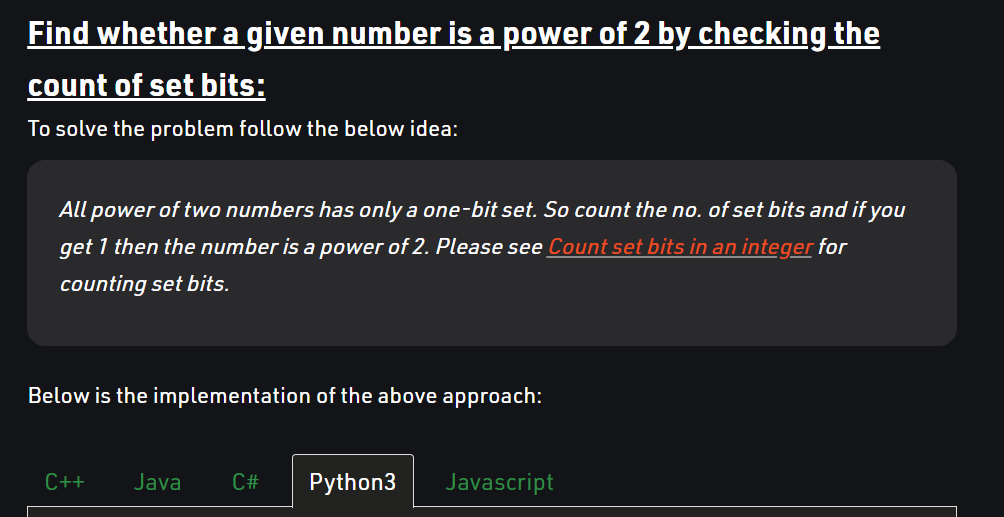 Find whether a given number is a power of 2 by checking the
count of set bits:
To solve the problem follow the below idea:
All power of two numbers has only a one-bit set. So count the no. of set bits and if you
get 1 then the number is a power of 2. Please see Count set bits in an integer for
counting set bits.
Below is the implementation of the above approach:
C++ Java C# Python3 Javascript